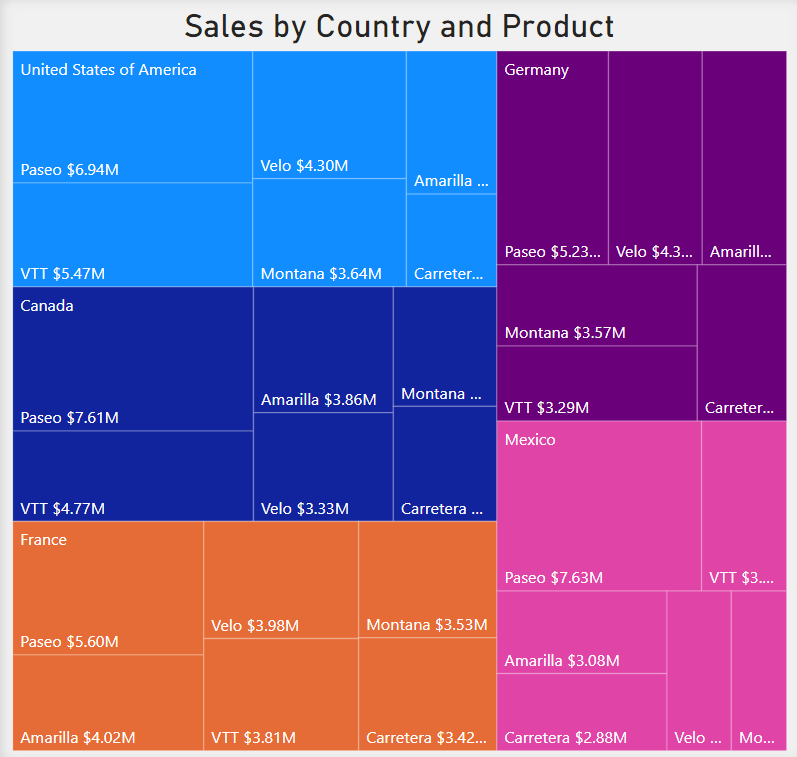 Sales by Country and Product
United States of America
Paseo $6.94M
VTT $5.47M
Velo $4.30M
Montana $3.64M
Amarilla ...
Carreter...
Canada
Paseo $7.61M
VTT $4.77M
Amarilla $3.86M
Velo $3.33M
Montana ...
Carretera ...
France
Paseo $5.60M
Amarilla $4.02M
Velo $3.98M
VTT $3.81M
Montana $3.53M
Carretera $3.42...
Germany
Paseo $5.23...
Velo $4.3...
Amarill...
Montana $3.57M
VTT $3.29M
Carreter...
Mexico
Paseo $7.63M
VTT $3....
Amarilla $3.08M
Carretera $2.88M
Velo ...
Mo...